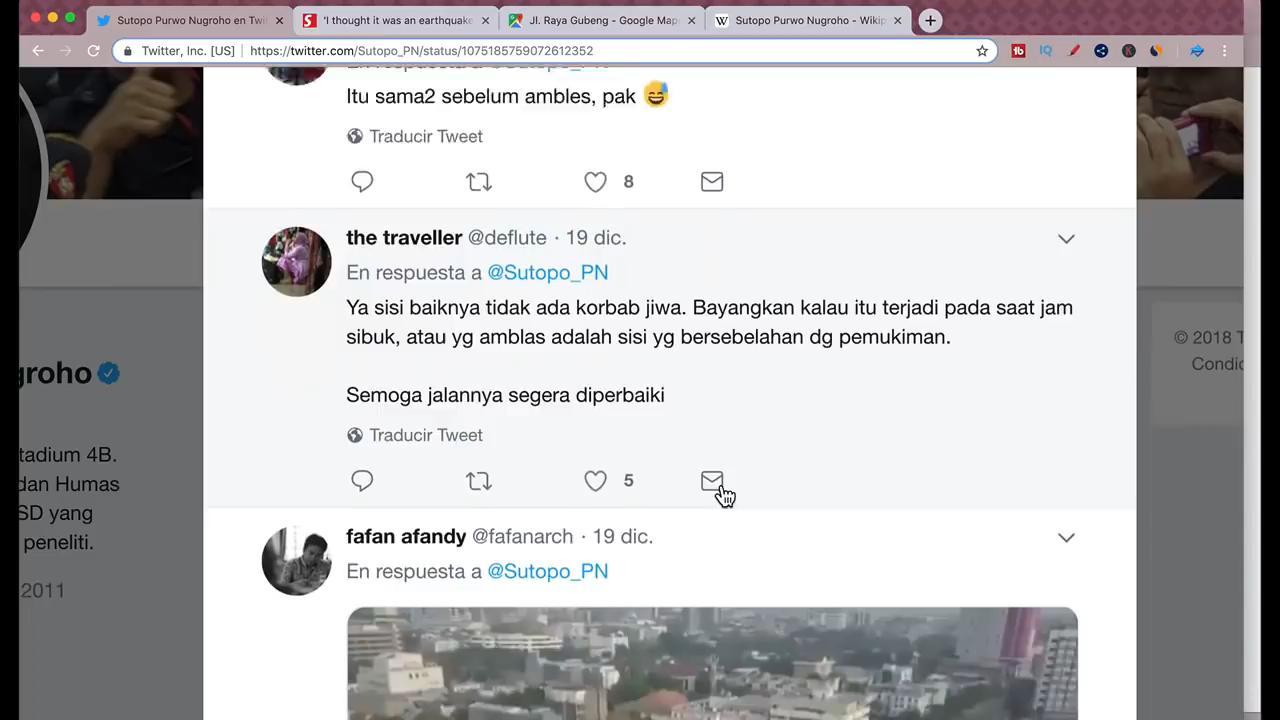 Sutopo Purwo Nugroho en Twi
'I thought it was an earthquake
Jl. Raya Gubeng - Google Map
Sutopo Purwo Nugroho - Wikip
Twitter, Inc. [US] https://twitter.com/Sutopo_PN/status/1075185759072612352
En respuesta a @Sutopo_PN
Itu sama2 sebelum ambles, pak 😅
Traducir Tweet
8
the traveller @deflute · 19 dic.
En respuesta a @Sutopo_PN
Ya sisi baiknya tidak ada korbab jiwa. Bayangkan kalau itu terjadi pada saat jam
sibuk, atau yg amblas adalah sisi yg bersebelahan dg pemukiman.
Semoga jalannya segera diperbaiki
Traducir Tweet
5
fafan afandy @fafanarch · 19 dic.
En respuesta a @Sutopo_PN
groho
tadium 4B.
dan Humas
SD yang
peneliti.
2011
© 2018 T
Condic